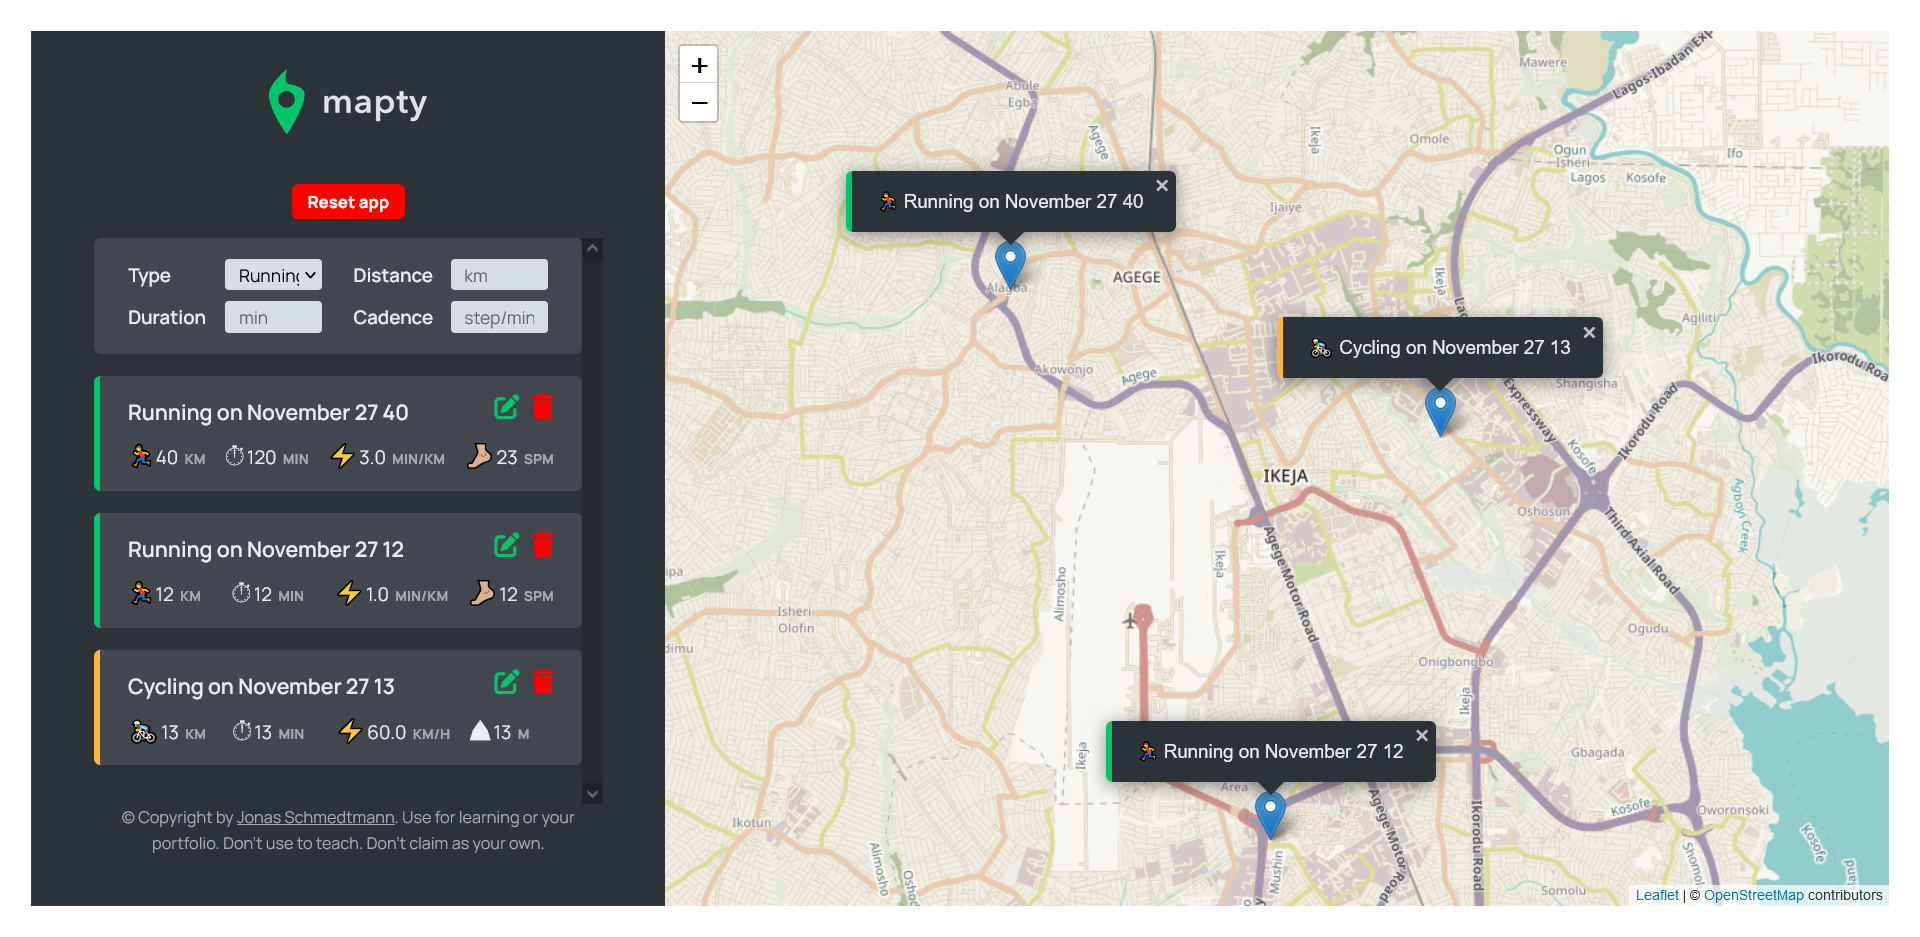 mapty
Reset app
Type Running Distance km
Duration min Cadence step/min
Running on November 27 40
40 KM 120 MIN 3.0 MIN/KM 23 SPM
Running on November 27 12
12 KM 12 MIN 1.0 MIN/KM 12 SPM
Cycling on November 27 13
13 KM 13 MIN 60.0 KM/H 13 M
© Copyright by Jonas Schmedtmann. Use for learning or your
portfolio. Don't use to teach. Don't claim as your own.
+
−
Mawere
Lagos-Ibadan Exp
Abule
Egba
Agege
Ikeja
Omole
Ogun
Isheri
Lagos
Kosofe
Ifo
Running on November 27 40
×
Ijaiye
Alagba
AGEGE
Ikeja
Agiliti
Cycling on November 27 13
×
Ikorodu Roa
Shangisha
Akowonjo
Agege
Expressway
Ikorodu Road
Kosofe
IKEJA
Oshosun
Agboyi Creek
Third Axial Road
Agege Motor Road
Ikeja
Alimosho
ipa
Isheri-
Olofin
dimu
Ogudu
Onigbongbo
Ikeja
Running on November 27 12
×
Ikeja
Gbagada
Area
Agege Motor Road
Ikorodu Road
Kosofe
Oworonsoki
Ikotun
Alimosho
Oshoc
Mushin
Somolu
Shomol
Kosofe
Leaflet | © OpenStreetMap contributors